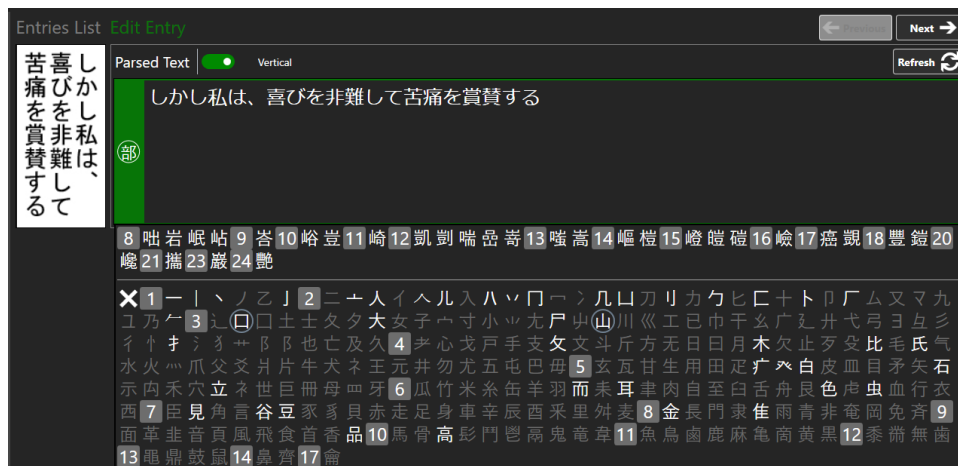 Entries List Edit Entry
Previous Next
しかし私は、
喜びを非難して
苦痛を賞賛する
Parsed Text Vertical Refresh
部 しかし私は、喜びを非難して苦痛を賞賛する
8 咄 岩 岷 岾 9 峇 10 峪 豈 11 崎 12 凱 剴 喘 嵒 嵜 13 嗤 嵩 14 嶇 榿 15 嶝 皚 磑 16 嶮 17 癌 覬 18 豐 鎧 20
巉 21 攜 23 巌 24 艷
1 一 丨 丶 ノ 乙 亅 2 二 亠 人 イ 𠆢 儿 入 八 丷 冂 冖 冫 几 凵 刀 刂 力 勹 匕 匚 十 卜 卩 厂 厶 又 マ 九
ユ 乃 𠂉 3 辶 口 囗 土 士 夂 夕 大 女 子 宀 寸 小 ⺌ 尢 尸 屮 山 川 巛 工 已 巾 干 幺 广 廴 廾 弋 弓 ヨ 彑 彡
彳 忄 扌 氵 犭 艹 阝 阝 也 亡 及 久 4 耂 心 戈 戸 手 支 攵 文 斗 斤 方 无 日 曰 月 木 欠 止 歹 殳 比 毛 氏 气
水 火 灬 爪 父 爻 爿 片 牛 犬 礻 王 元 井 勿 尤 五 屯 巴 毋 5 玄 瓦 甘 生 用 田 疋 疒 癶 白 皮 皿 目 矛 矢 石
示 禸 禾 穴 立 衤 世 巨 冊 母 罒 牙 6 瓜 竹 米 糸 缶 羊 羽 而 耒 耳 聿 肉 自 至 臼 舌 舟 艮 色 虍 虫 血 行 衣
西 7 臣 見 角 言 谷 豆 豕 豸 貝 赤 走 足 身 車 辛 辰 酉 釆 里 舛 麦 8 金 長 門 隶 隹 雨 青 非 奄 岡 免 斉 9
面 革 韭 音 頁 風 飛 食 首 香 品 10 馬 骨 高 髟 鬥 鬯 鬲 鬼 竜 韋 11 魚 鳥 鹵 鹿 麻 亀 啇 黄 黒 12 黍 黹 無 歯
13 黽 鼎 鼓 鼠 14 鼻 齊 17 龠